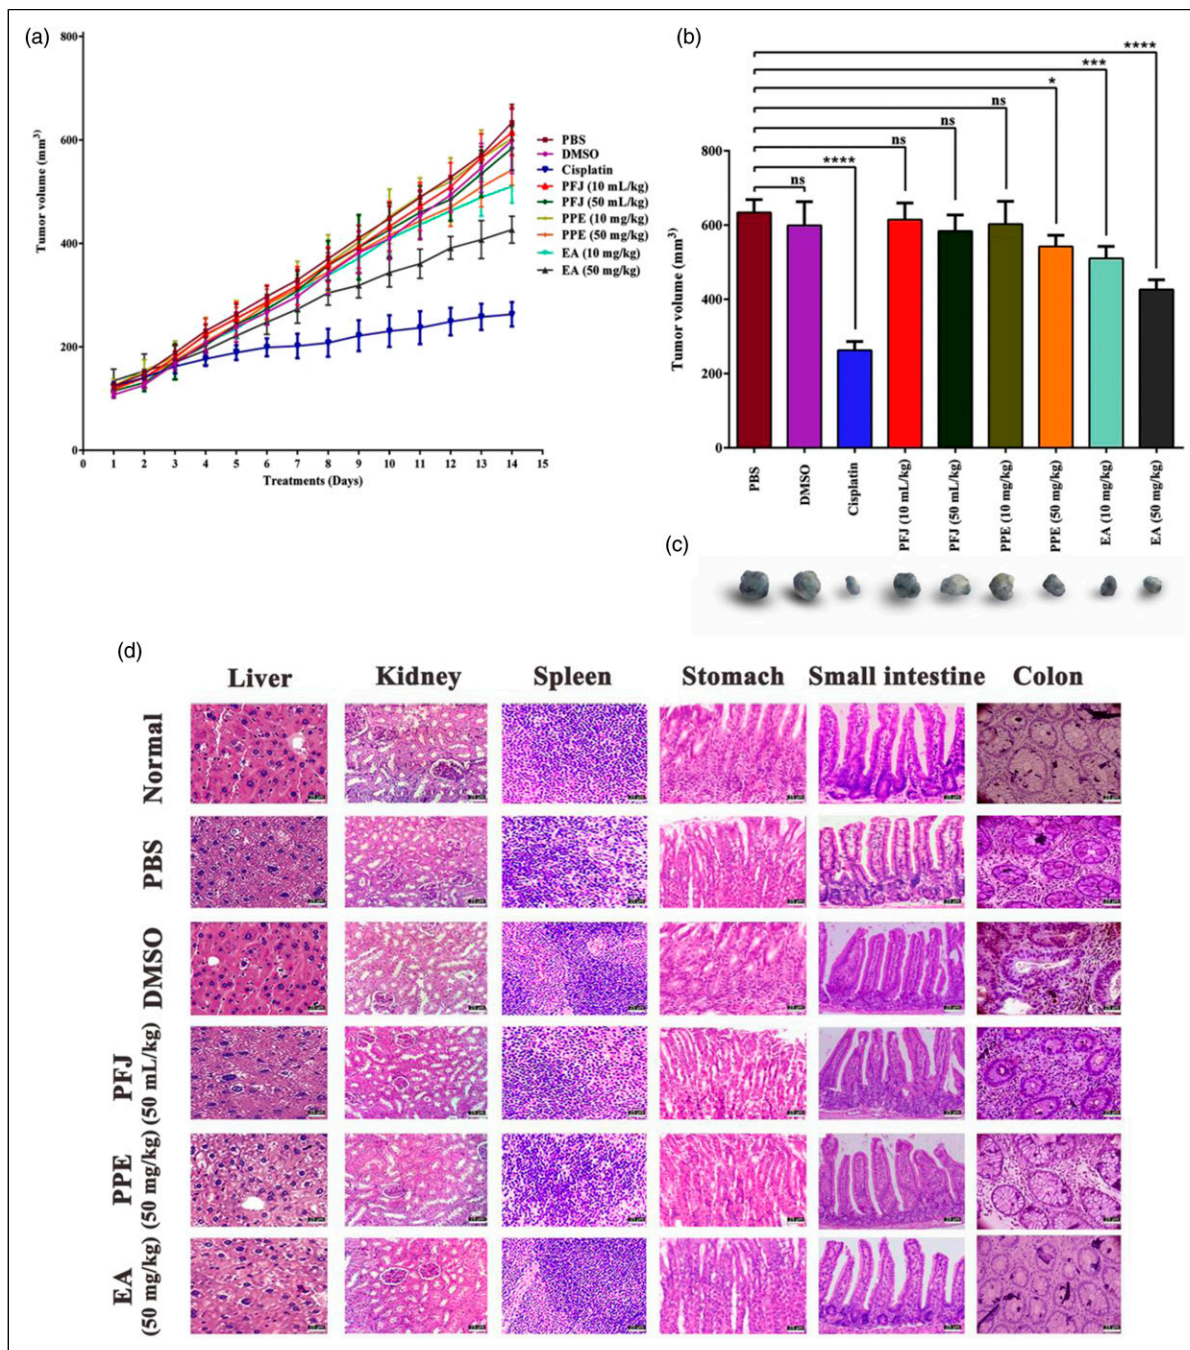 (a)
800
600
400
200
0
Tumor volume (mm³)
0 1 2 3 4 5 6 7 8 9 10 11 12 13 14 15
Treatments (Days)
PBS
DMSO
Cisplatin
PFJ (10 mL/kg)
PFJ (50 mL/kg)
PPE (10 mg/kg)
PPE (50 mg/kg)
EA (10 mg/kg)
EA (50 mg/kg)
(b)
****
***
*
ns
ns
ns
****
ns
800
600
400
200
0
Tumor volume (mm³)
PBS
DMSO
Cisplatin
PFJ (10 mL/kg)
PFJ (50 mL/kg)
PPE (10 mg/kg)
PPE (50 mg/kg)
EA (10 mg/kg)
EA (50 mg/kg)
(c)
(d)
Liver Kidney Spleen Stomach Small intestine Colon
Normal
PBS
DMSO
PFJ
(50 mL/kg)
PPE
(50 mg/kg)
EA
(50 mg/kg)